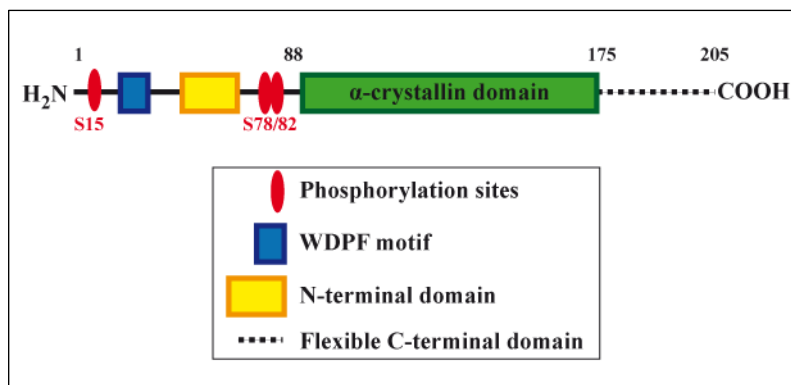 1 88 175 205
H₂N α-crystallin domain COOH
S15 S78/82
Phosphorylation sites
WDPF motif
N-terminal domain
Flexible C-terminal domain